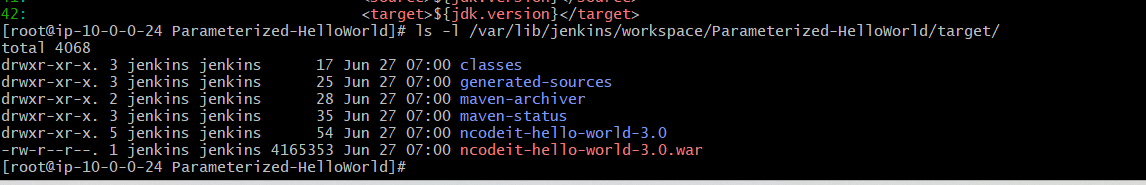 41: <source>${jdk.version}</source>
42: <target>${jdk.version}</target>
[root@ip-10-0-0-24 Parameterized-HelloWorld]# ls -l /var/lib/jenkins/workspace/Parameterized-HelloWorld/target/
total 4068
drwxr-xr-x. 3 jenkins jenkins 17 Jun 27 07:00 classes
drwxr-xr-x. 3 jenkins jenkins 25 Jun 27 07:00 generated-sources
drwxr-xr-x. 2 jenkins jenkins 28 Jun 27 07:00 maven-archiver
drwxr-xr-x. 3 jenkins jenkins 35 Jun 27 07:00 maven-status
drwxr-xr-x. 5 jenkins jenkins 54 Jun 27 07:00 ncodeit-hello-world-3.0
-rw-r--r--. 1 jenkins jenkins 4165353 Jun 27 07:00 ncodeit-hello-world-3.0.war
[root@ip-10-0-0-24 Parameterized-HelloWorld]#